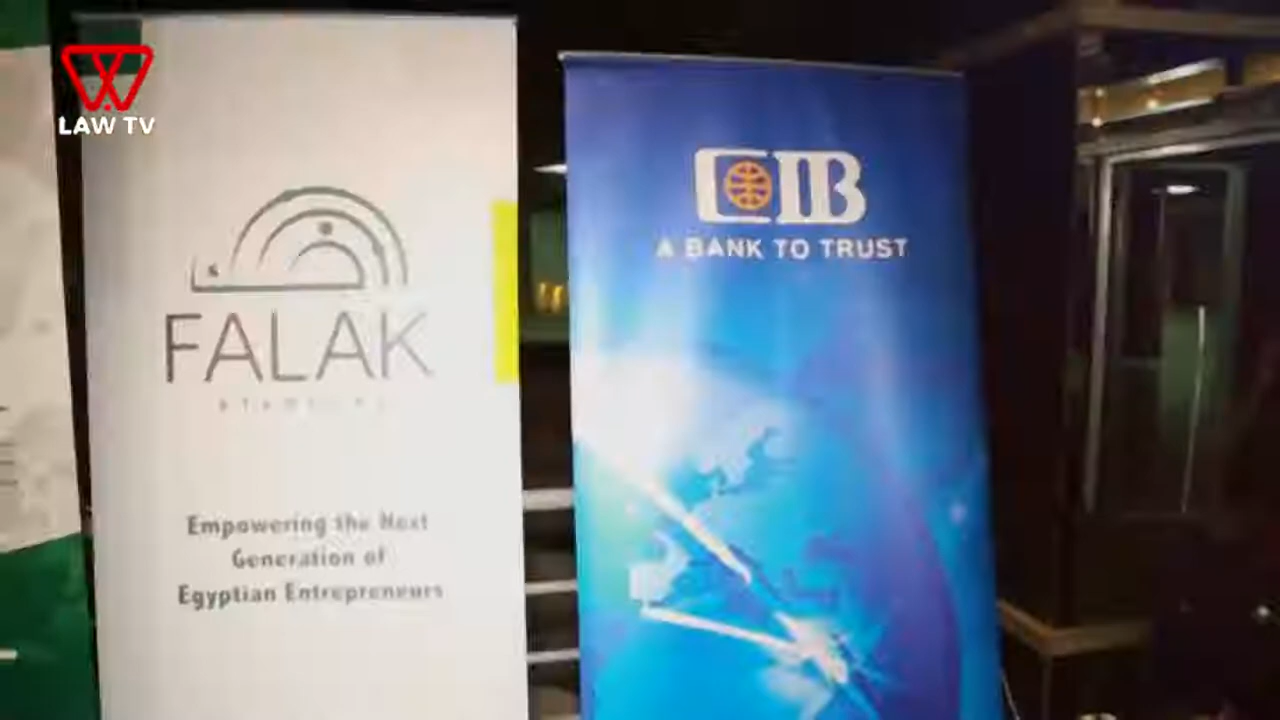 LAW TV
FALAK
Empowering the Next
Generation of
Egyptian Entrepreneurs
CIB
A BANK TO TRUST